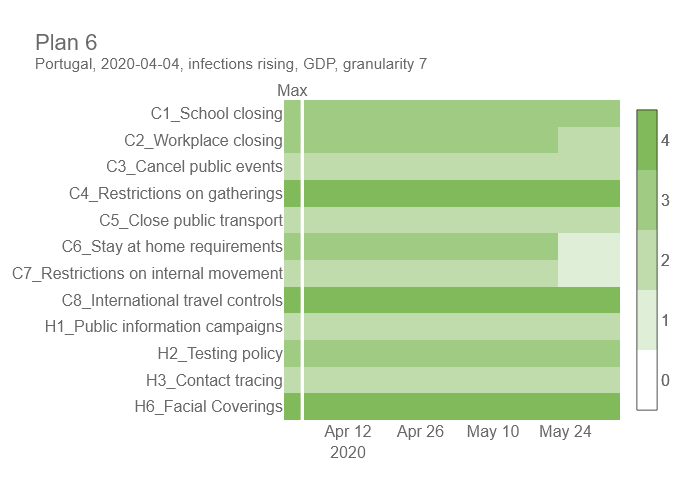 Plan 6
Portugal, 2020-04-04, infections rising, GDP, granularity 7
Max
C1_School closing
C2_Workplace closing
C3_Cancel public events
C4_Restrictions on gatherings
C5_Close public transport
C6_Stay at home requirements
C7_Restrictions on internal movement
C8_International travel controls
H1_Public information campaigns
H2_Testing policy
H3_Contact tracing
H6_Facial Coverings
Apr 12 Apr 26 May 10 May 24
2020
4
3
2
1
0